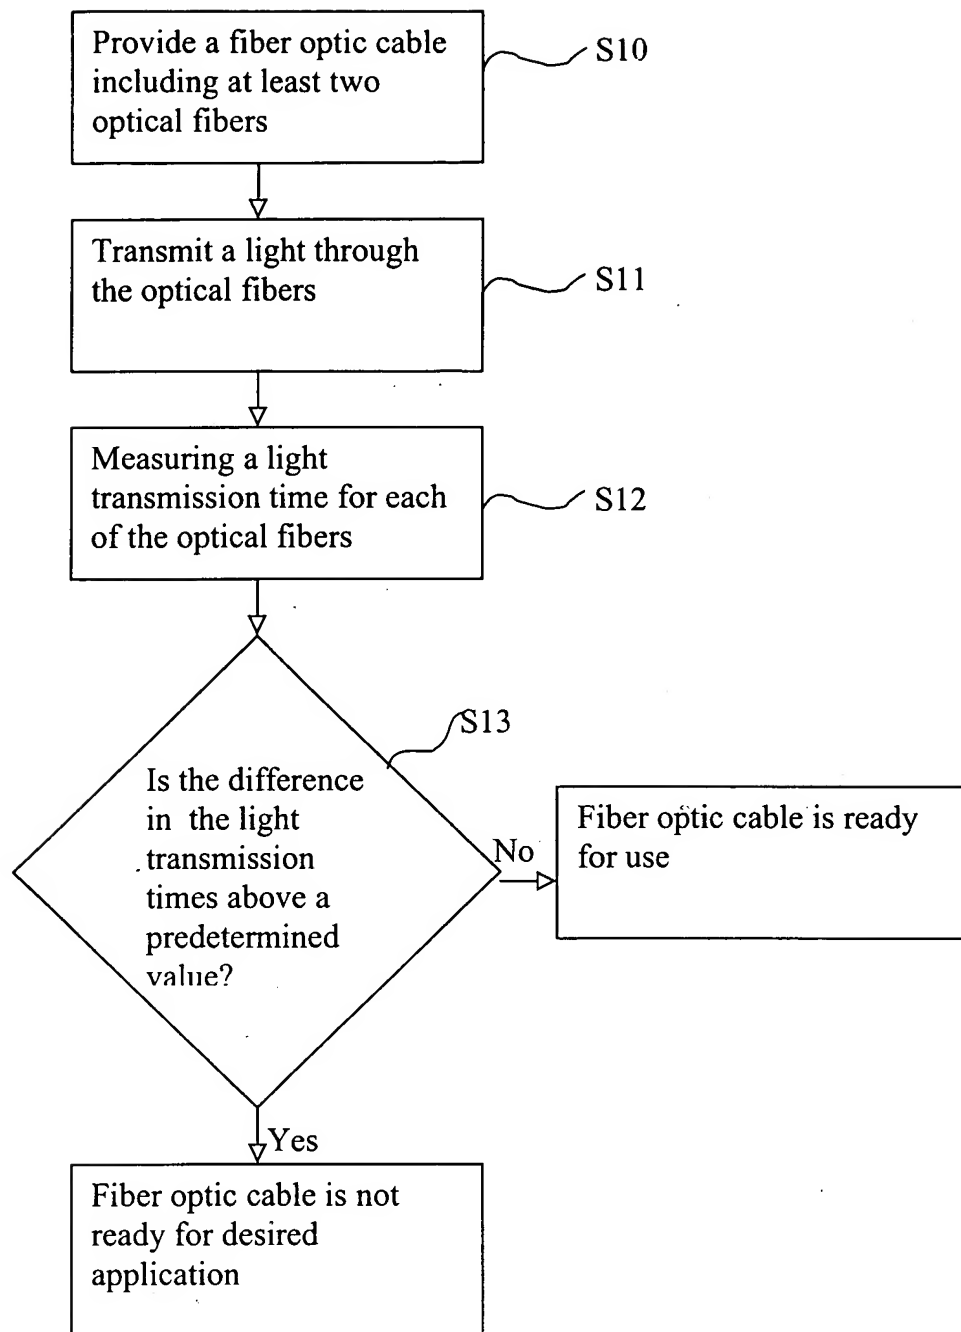 Provide a fiber optic cable
including at least two
optical fibers
S10
Transmit a light through
the optical fibers
S11
Measuring a light
transmission time for each
of the optical fibers
S12
S13
Is the difference
in the light
transmission
times above a
predetermined
value?
No
Fiber optic cable is ready
for use
Yes
Fiber optic cable is not
ready for desired
application